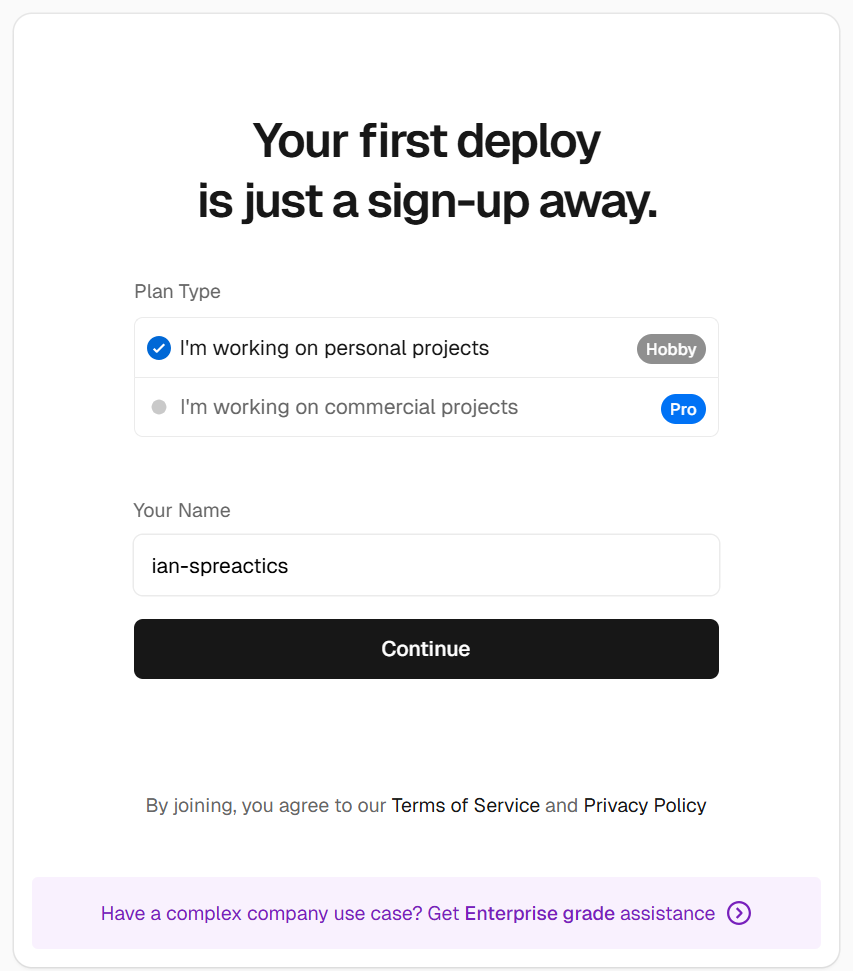 Your first deploy
is just a sign-up away.
Plan Type
I'm working on personal projects
Hobby
I'm working on commercial projects
Pro
Your Name
ian-spreactics
Continue
By joining, you agree to our Terms of Service and Privacy Policy
Have a complex company use case? Get Enterprise grade assistance